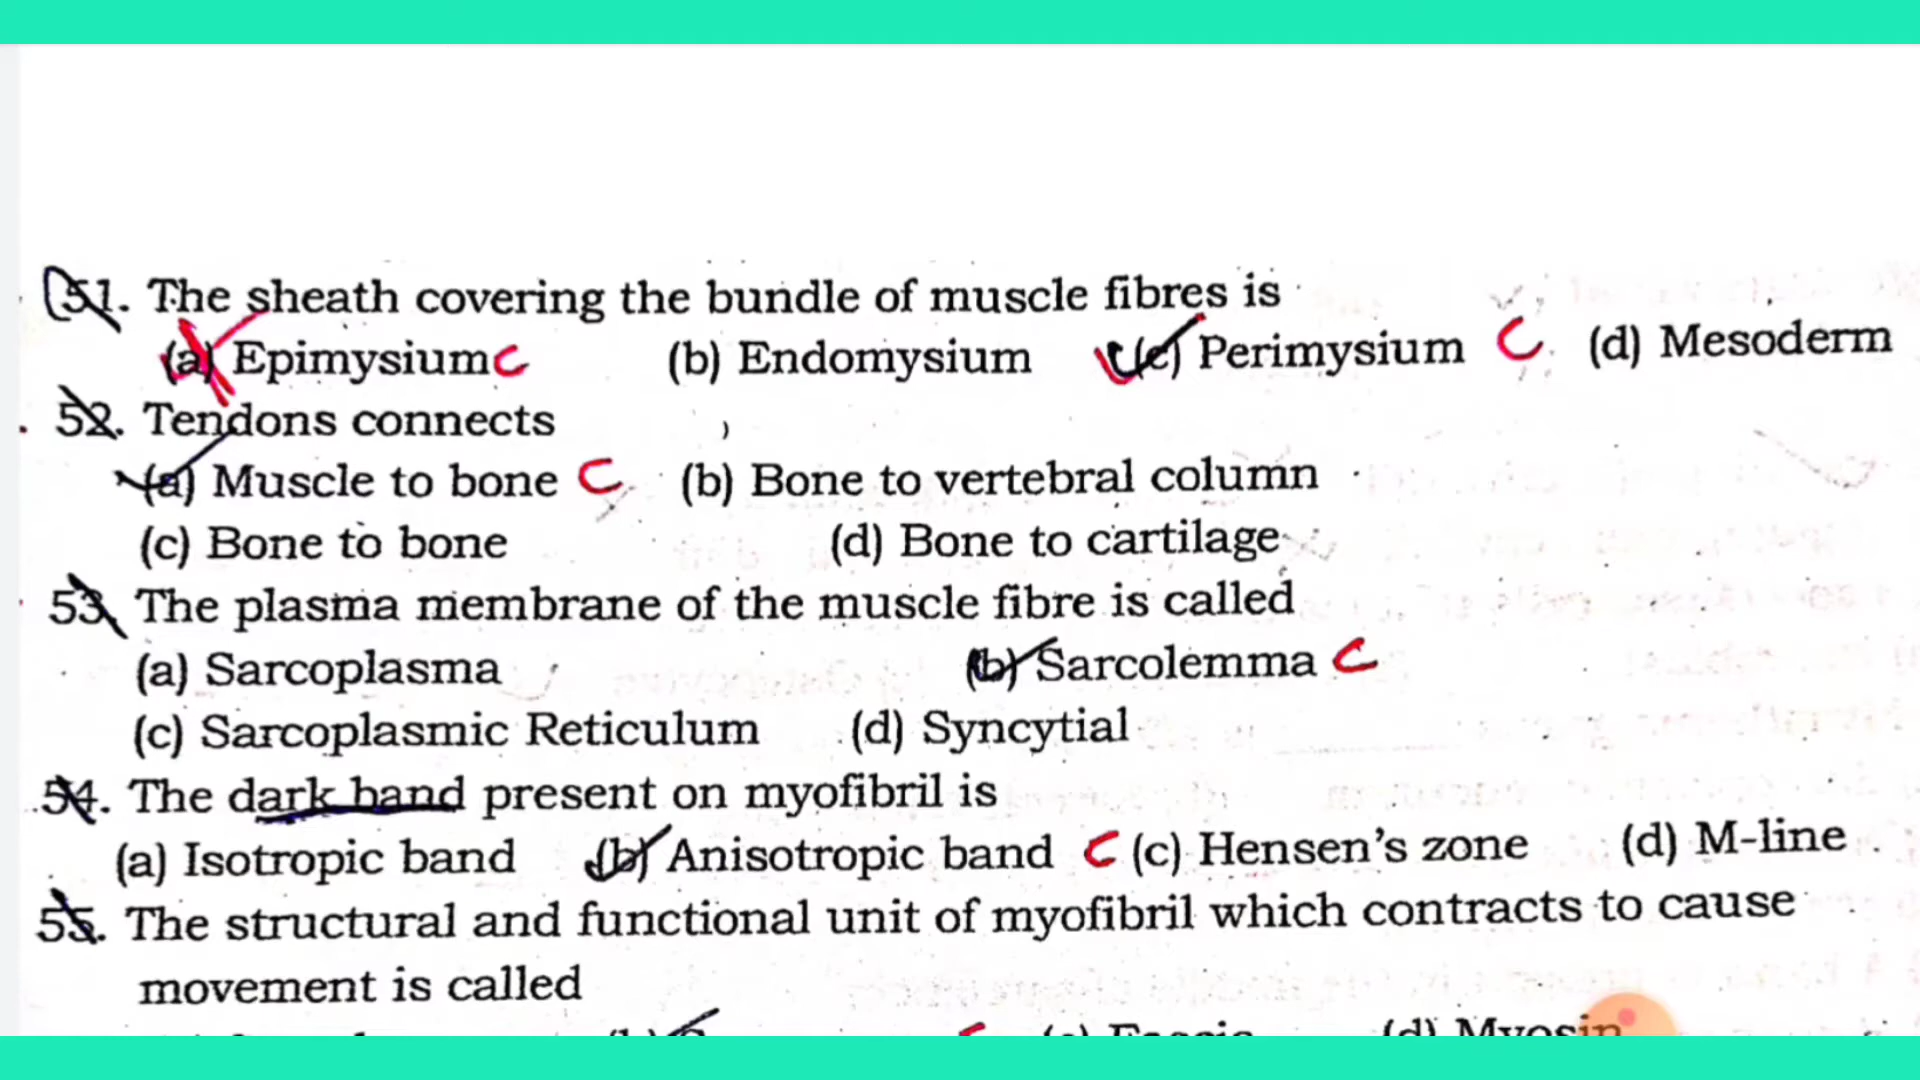 51. The sheath covering the bundle of muscle fibres is
(a) Epimysium C (b) Endomysium (c) Perimysium C (d) Mesoderm
52. Tendons connects
(a) Muscle to bone C (b) Bone to vertebral column
(c) Bone to bone (d) Bone to cartilage
53. The plasma membrane of the muscle fibre is called
(a) Sarcoplasma (b) Sarcolemma C
(c) Sarcoplasmic Reticulum (d) Syncytial
54. The dark band present on myofibril is
(a) Isotropic band (b) Anisotropic band C (c) Hensen's zone (d) M-line
55. The structural and functional unit of myofibril which contracts to cause
movement is called
(c) Fascia (d) Myosin